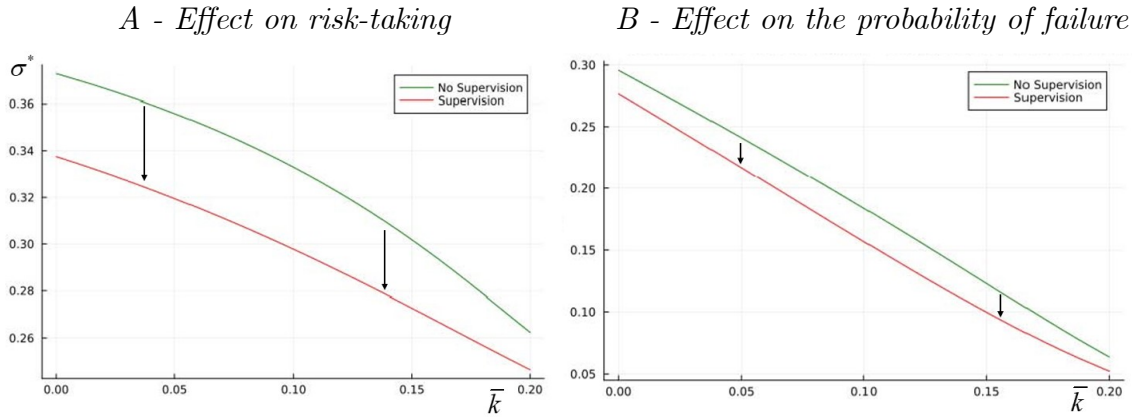 A - Effect on risk-taking
σ*
0.36
0.34
0.32
0.30
0.28
0.26
No Supervision
Supervision
0.00 0.05 0.10 0.15 0.20
k̄
B - Effect on the probability of failure
0.30
0.25
0.20
0.15
0.10
0.05
No Supervision
Supervision
0.00 0.05 0.10 0.15 0.20
k̄